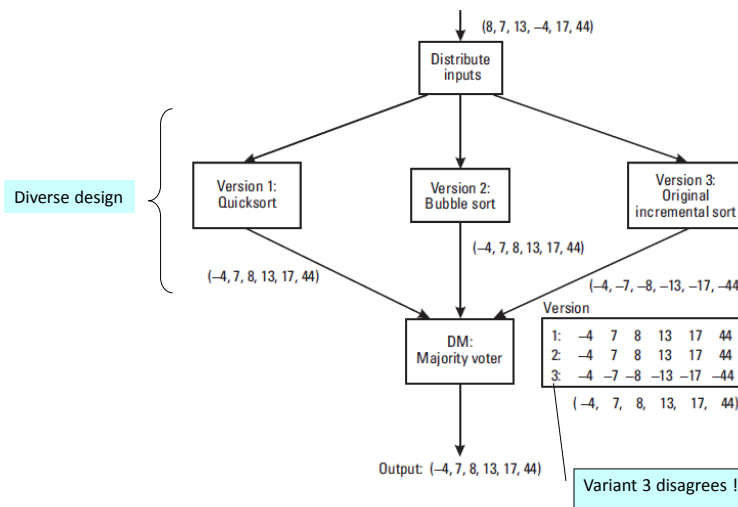 (8, 7, 13, –4, 17, 44)
Distribute
inputs
Diverse design
Version 1:
Quicksort
Version 2:
Bubble sort
Version 3:
Original
incremental sort
(–4, 7, 8, 13, 17, 44)
(–4, 7, 8, 13, 17, 44)
(–4, –7, –8, –13, –17, –44
Version
1: –4 7 8 13 17 44
2: –4 7 8 13 17 44
3: –4 –7 –8 –13 –17 –44
(–4, 7, 8, 13, 17, 44)
DM:
Majority voter
Output: (–4, 7, 8, 13, 17, 44)
Variant 3 disagrees !